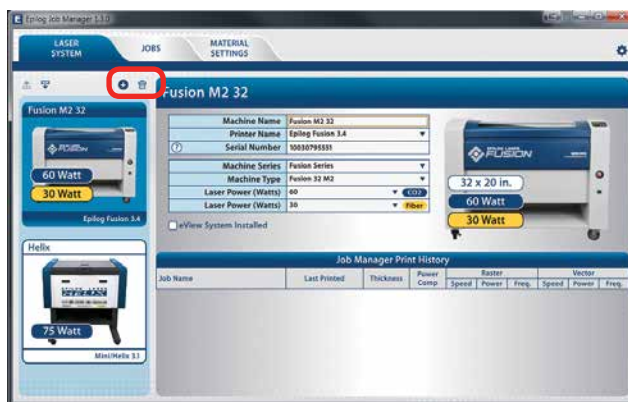 Epilog Job Manager 1.3.0
LASER SYSTEM
JOBS
MATERIAL SETTINGS
Fusion M2 32
60 Watt
30 Watt
Epilog Fusion 3.4
Helix
HELIX
75 Watt
Mini/Helix 3.1
Fusion M2 32
Machine Name Fusion M2 32
Printer Name Epilog Fusion 3.4
? Serial Number 10030795551
Machine Series Fusion Series
Machine Type Fusion 32 M2
Laser Power (Watts) 60 CO2
Laser Power (Watts) 30 Fiber
eView System Installed
FUSION
32 x 20 in.
60 Watt
30 Watt
Job Manager Print History
Job Name Last Printed Thickness Power Comp Raster Vector
Speed Power Freq. Speed Power Freq.